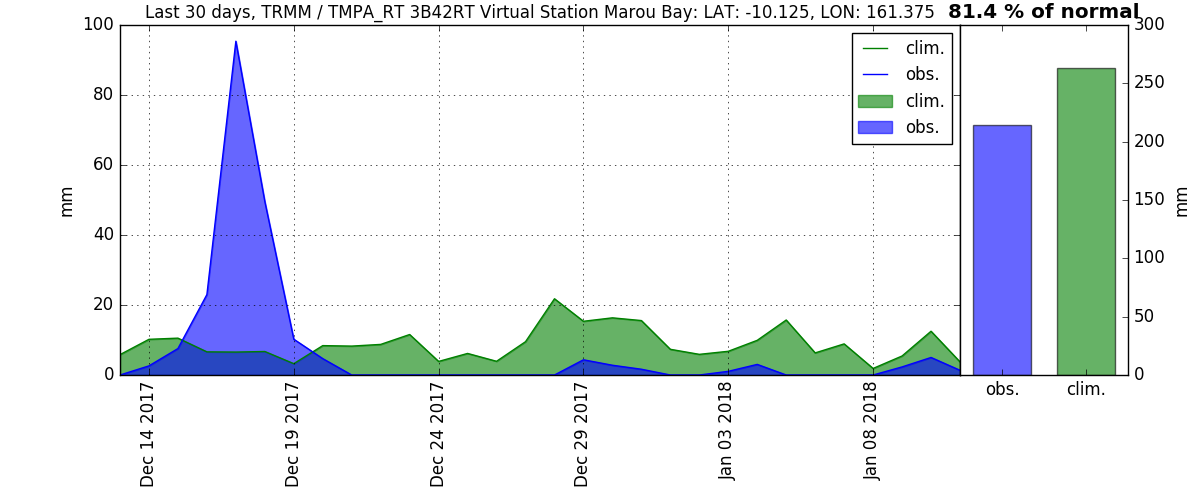 Last 30 days, TRMM / TMPA_RT 3B42RT Virtual Station Marou Bay: LAT: -10.125, LON: 161.375 81.4 % of normal
100
80
60
40
20
0
mm
clim.
obs.
clim.
obs.
Dec 14 2017
Dec 19 2017
Dec 24 2017
Dec 29 2017
Jan 03 2018
Jan 08 2018
300
250
200
150
100
50
0
mm
obs.
clim.